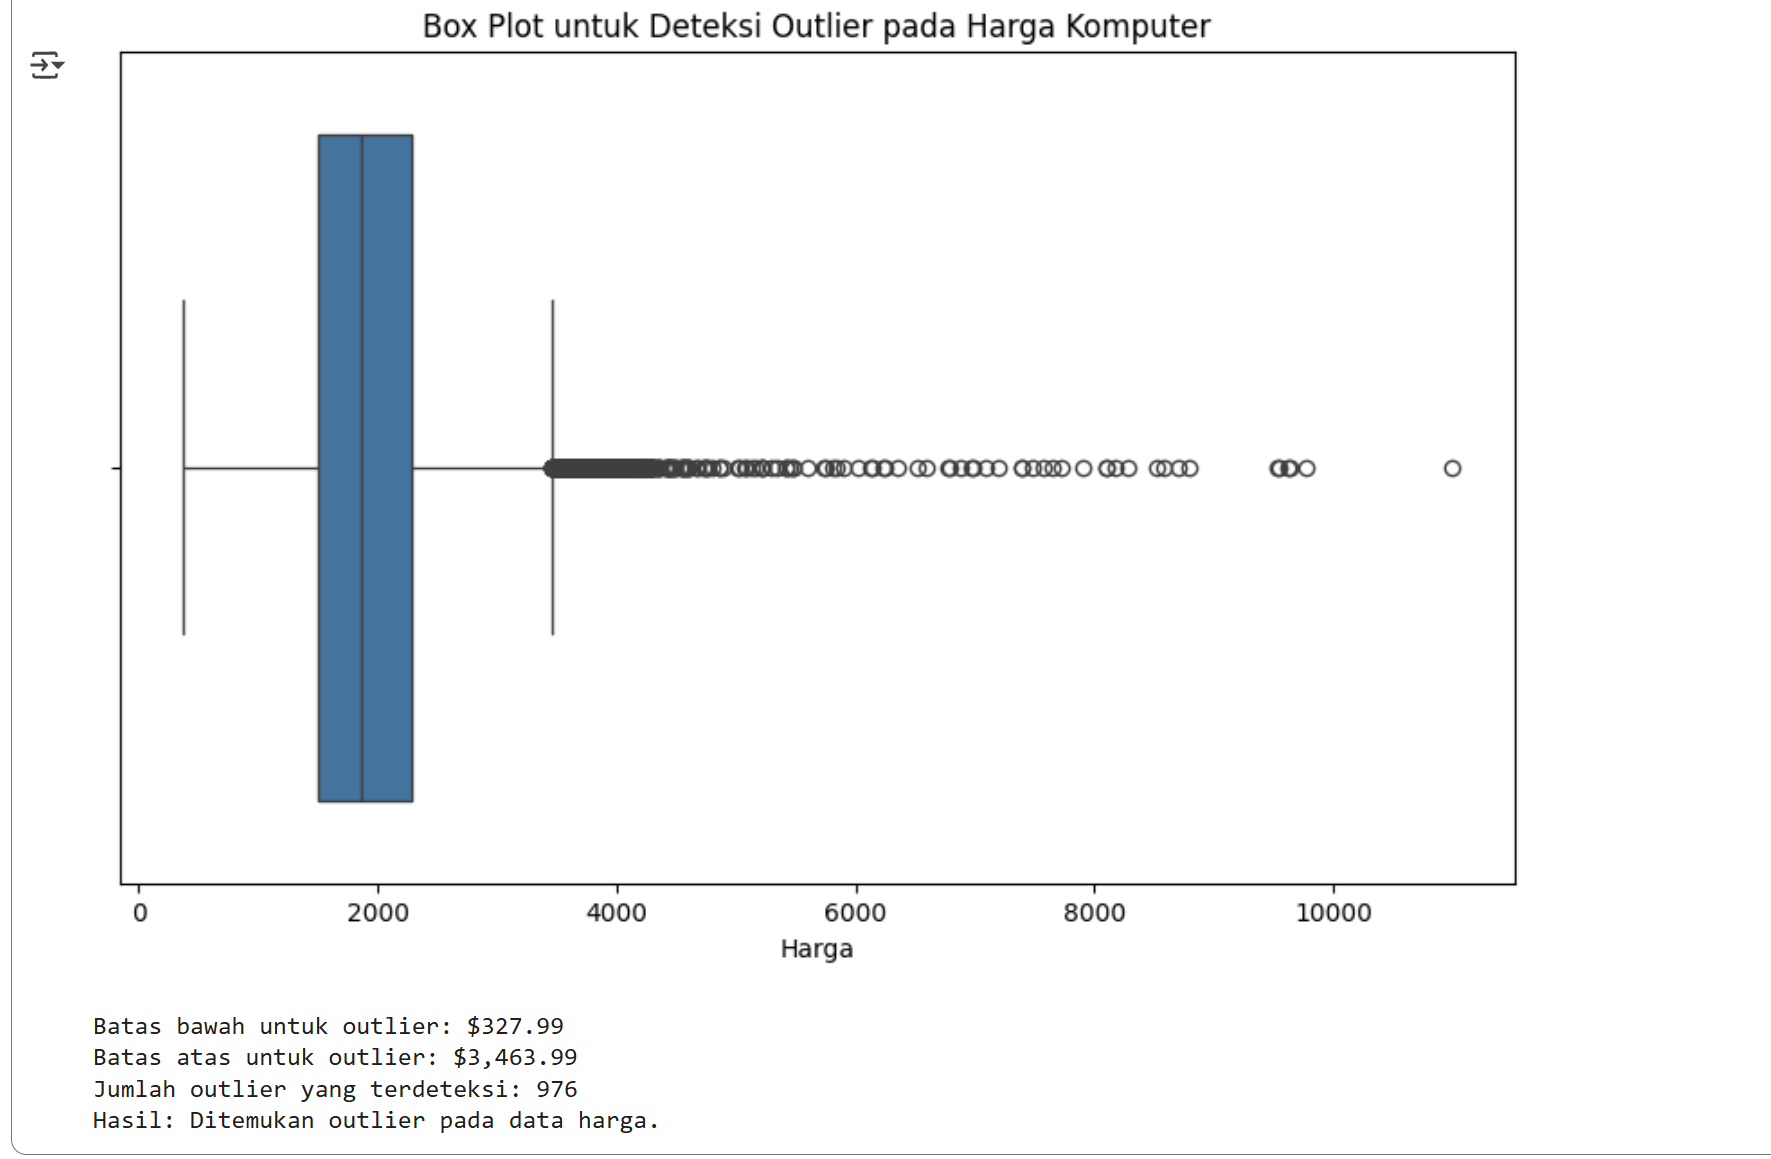 Box Plot untuk Deteksi Outlier pada Harga Komputer
0 2000 4000 6000 8000 10000
Harga
Batas bawah untuk outlier: $327.99
Batas atas untuk outlier: $3,463.99
Jumlah outlier yang terdeteksi: 976
Hasil: Ditemukan outlier pada data harga.